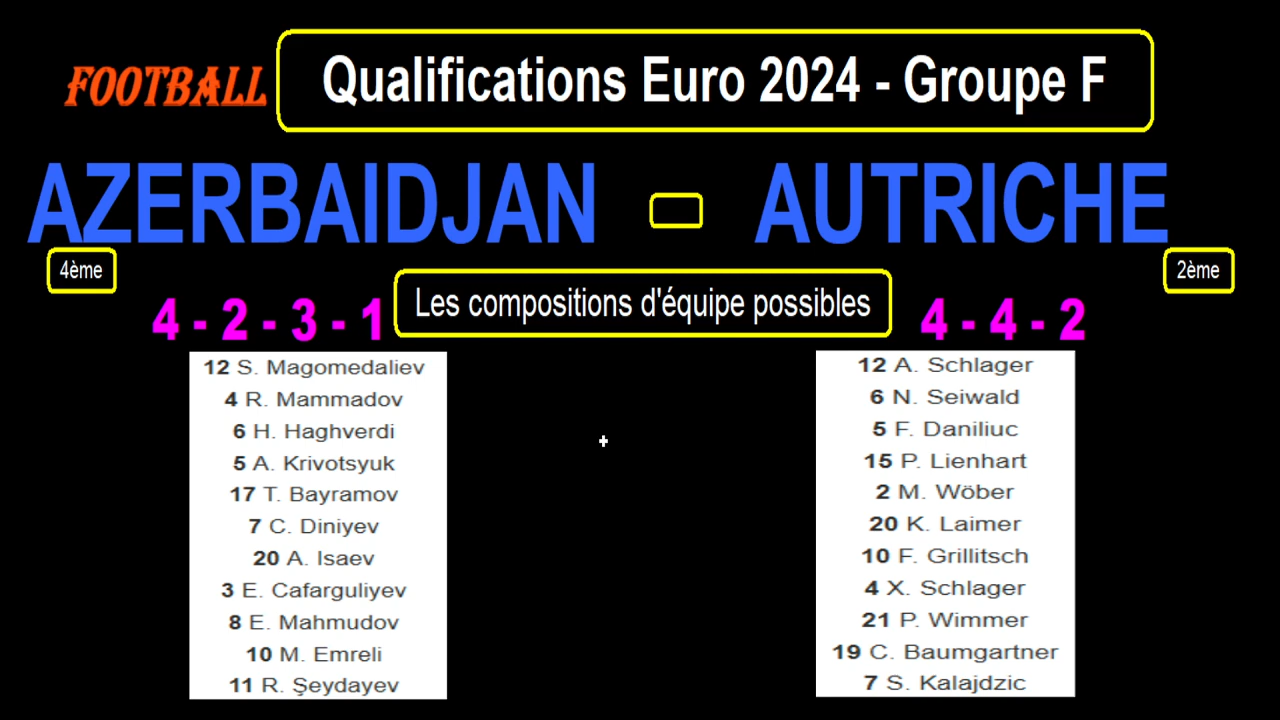 FOOTBALL
Qualifications Euro 2024 - Groupe F
AZERBAIDJAN - AUTRICHE
4ème
2ème
4 - 2 - 3 - 1
Les compositions d'équipe possibles
4 - 4 - 2
12 S. Magomedaliev
4 R. Mammadov
6 H. Haghverdi
5 A. Krivotsyuk
17 T. Bayramov
7 C. Diniyev
20 A. Isaev
3 E. Cafarguliyev
8 E. Mahmudov
10 M. Emreli
11 R. Şeydayev
12 A. Schlager
6 N. Seiwald
5 F. Daniliuc
15 P. Lienhart
2 M. Wöber
20 K. Laimer
10 F. Grillitsch
4 X. Schlager
21 P. Wimmer
19 C. Baumgartner
7 S. Kalajdzic